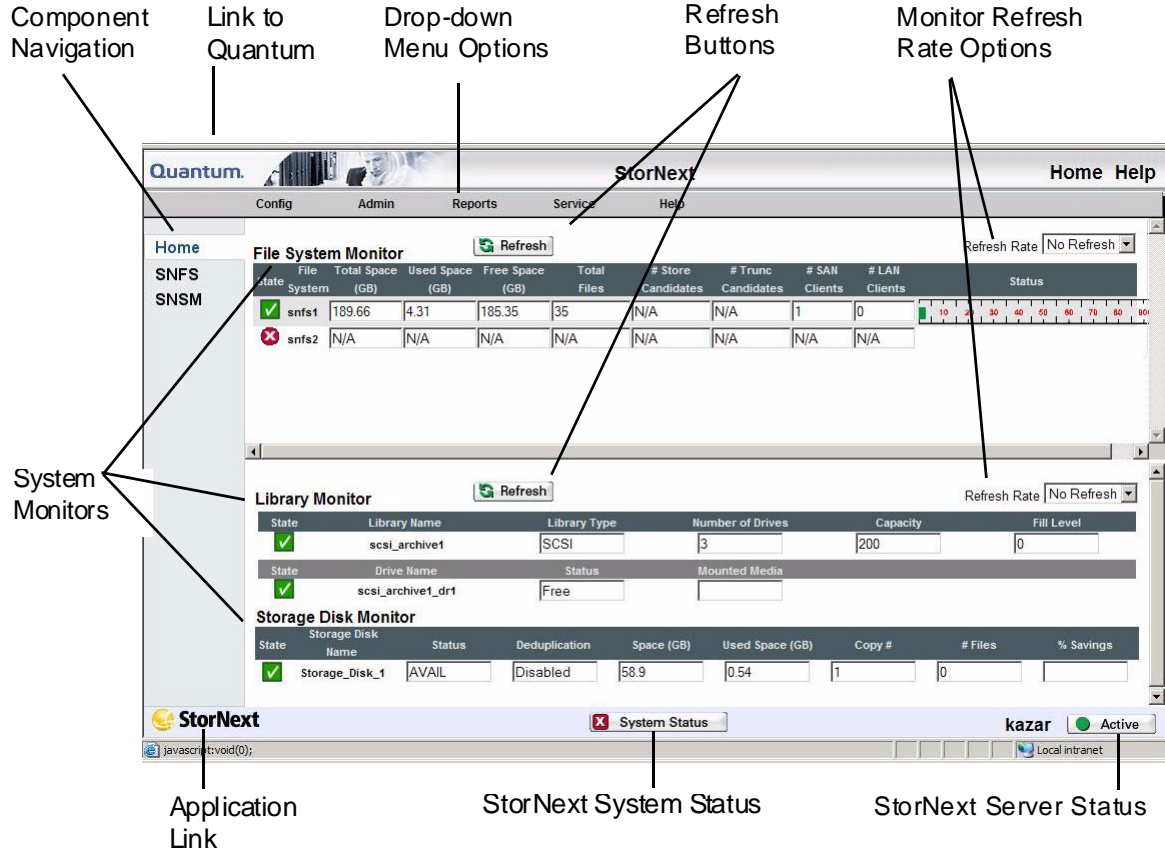 Component Navigation
Link to Quantum
Drop-down Menu Options
Refresh Buttons
Monitor Refresh Rate Options
Quantum.
StorNext
Home Help
Config Admin Reports Service Help
Home
SNFS
SNSM
File System Monitor
Refresh
Refresh Rate No Refresh
State File System Total Space (GB) Used Space (GB) Free Space (GB) Total Files # Store Candidates # Trunc Candidates # SAN Clients # LAN Clients Status
snfs1 189.66 4.31 185.35 35 N/A N/A 1 0 10 20 30 40 50 60 70 80 90
snfs2 N/A N/A N/A N/A N/A N/A N/A N/A
System Monitors
Library Monitor
Refresh
Refresh Rate No Refresh
State Library Name Library Type Number of Drives Capacity Fill Level
scsi_archive1 SCSI 3 200 0
State Drive Name Status Mounted Media
scsi_archive1_dr1 Free
Storage Disk Monitor
State Storage Disk Name Status Deduplication Space (GB) Used Space (GB) Copy # # Files % Savings
Storage_Disk_1 AVAIL Disabled 58.9 0.54 1 0
StorNext
System Status
kazar
Active
javascript:void(0);
Local intranet
Application Link
StorNext System Status
StorNext Server Status